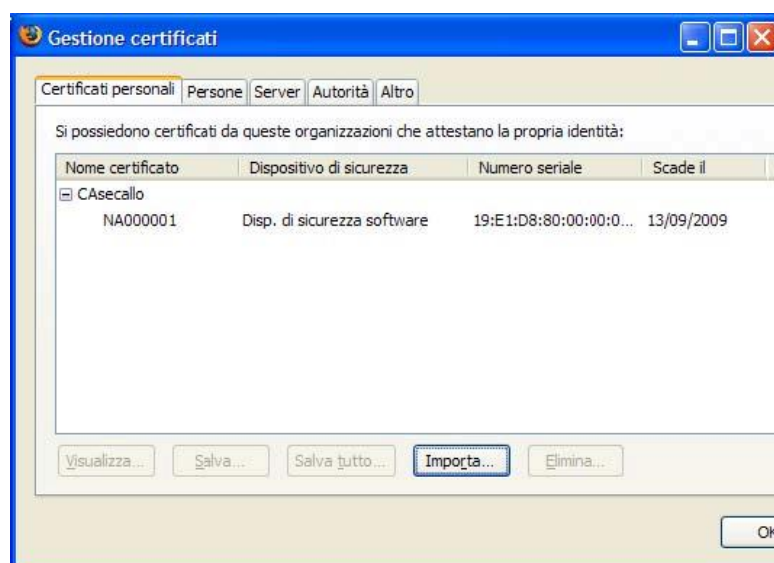 Gestione certificati
Certificati personali Persone Server Autorità Altro
Si possiedono certificati da queste organizzazioni che attestano la propria identità:
Nome certificato Dispositivo di sicurezza Numero seriale Scade il
CAsecallo
NA000001 Disp. di sicurezza software 19:E1:D8:80:00:00:0... 13/09/2009
Visualizza... Salva... Salva tutto... Importa... Elimina...
OK